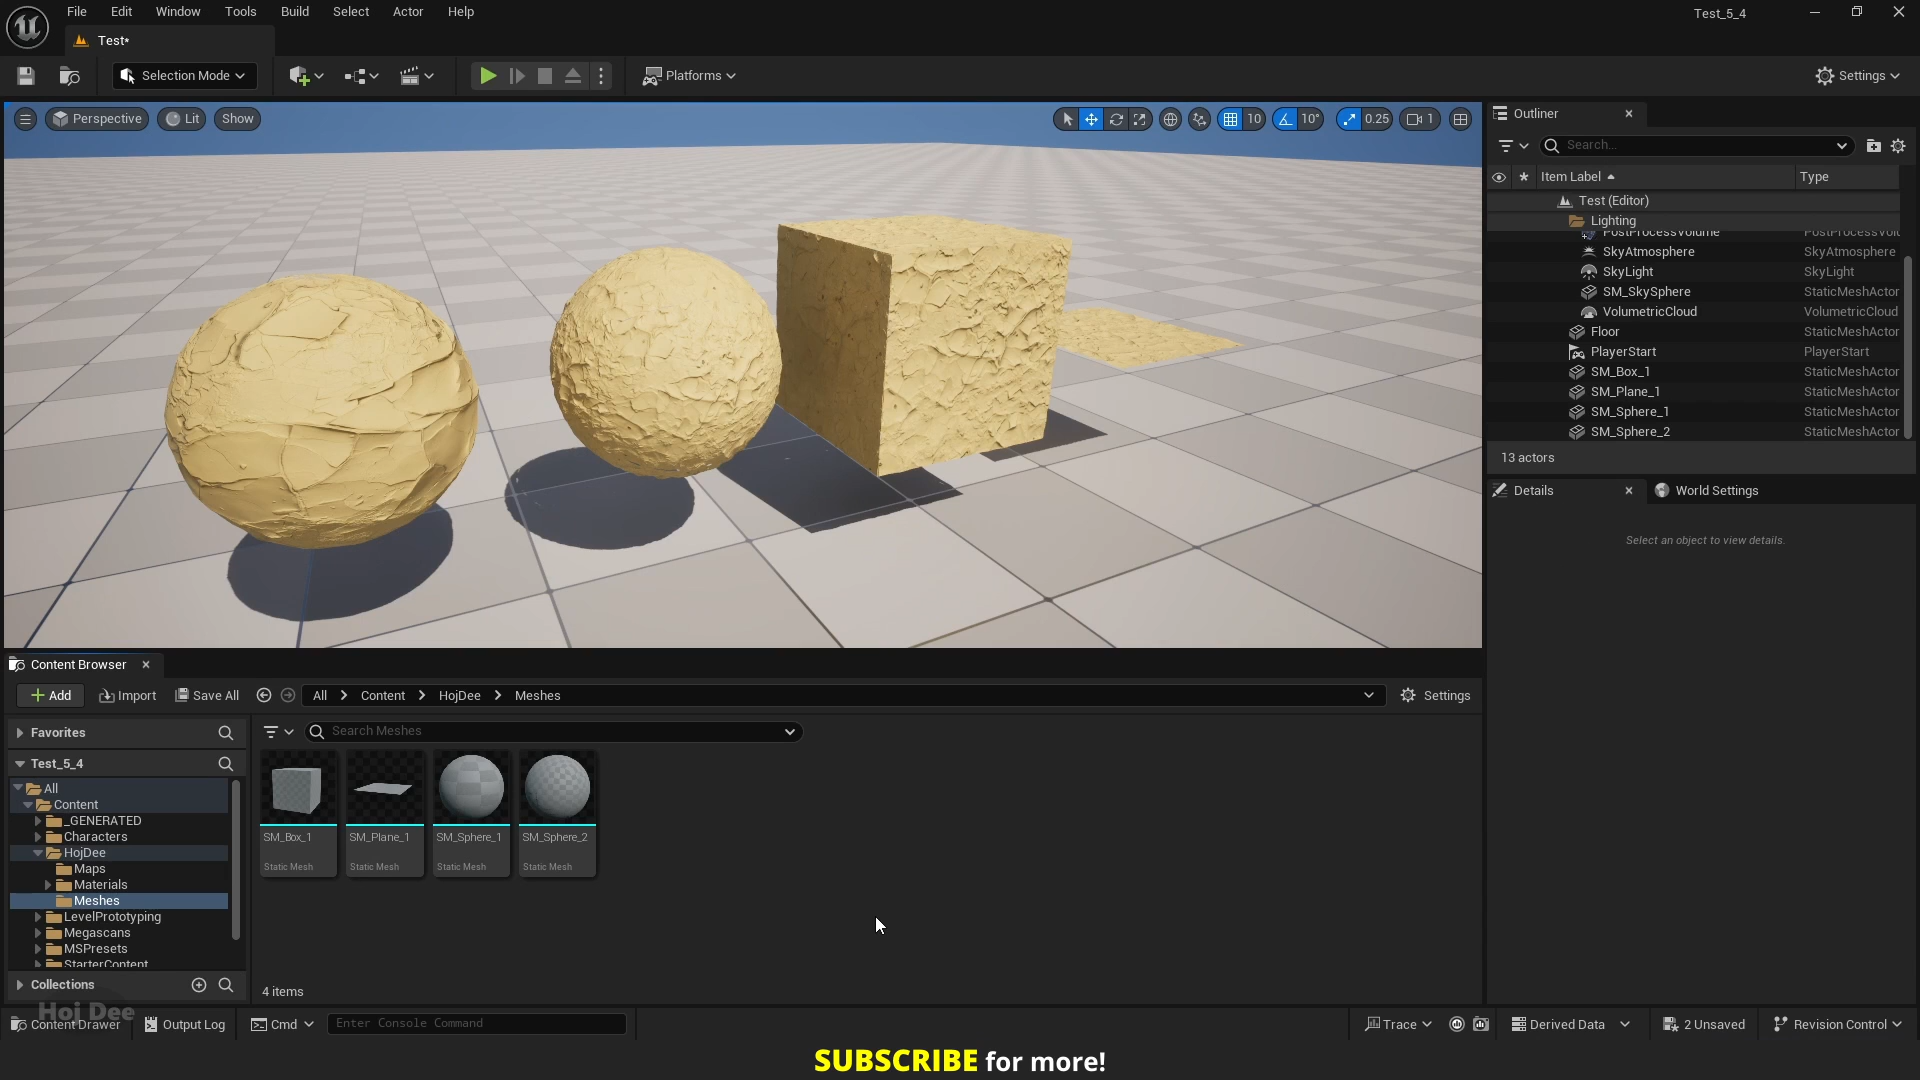 File Edit Window Tools Build Select Actor Help
Test_5_4
Test*
Selection Mode
Platforms
Settings
Perspective
Lit
Show
10
10°
0.25
1
Outliner
Search...
Item Label
Type
Test (Editor)
Lighting
PostProcessVolume PostProcessVolu
SkyAtmosphere SkyAtmosphere
SkyLight SkyLight
SM_SkySphere StaticMeshActor
VolumetricCloud VolumetricCloud
Floor StaticMeshActor
PlayerStart PlayerStart
SM_Box_1 StaticMeshActor
SM_Plane_1 StaticMeshActor
SM_Sphere_1 StaticMeshActor
SM_Sphere_2 StaticMeshActor
13 actors
Details
World Settings
Select an object to view details.
Content Browser
Add
Import
Save All
All
Content
HojDee
Meshes
Settings
Favorites
Search Meshes
Test_5_4
All
Content
_GENERATED
Characters
HojDee
Maps
Materials
Meshes
LevelPrototyping
Megascans
MSPresets
StarterContent
Collections
SM_Box_1
Static Mesh
SM_Plane_1
Static Mesh
SM_Sphere_1
Static Mesh
SM_Sphere_2
Static Mesh
4 items
Hoj Dee
Content Drawer
Output Log
Cmd
Enter Console Command
Trace
Derived Data
2 Unsaved
Revision Control
SUBSCRIBE for more!